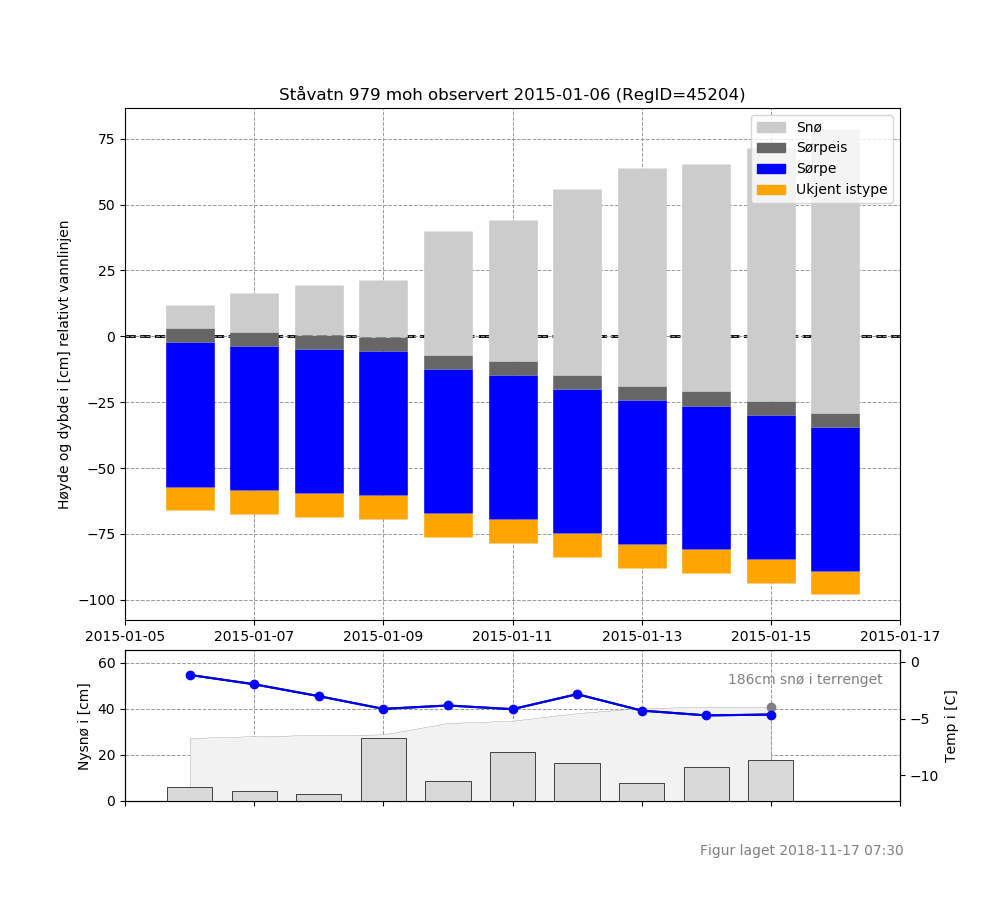 Ståvatn 979 moh observert 2015-01-06 (RegID=45204)
Høyde og dybde i [cm] relativt vannlinjen
75
50
25
0
−25
−50
−75
−100
Snø
Sørpeis
Sørpe
Ukjent istype
2015-01-05 2015-01-07 2015-01-09 2015-01-11 2015-01-13 2015-01-15 2015-01-17
Nysnø i [cm]
60
40
20
0
186cm snø i terrenget
0
−5
−10
Temp i [C]
Figur laget 2018-11-17 07:30